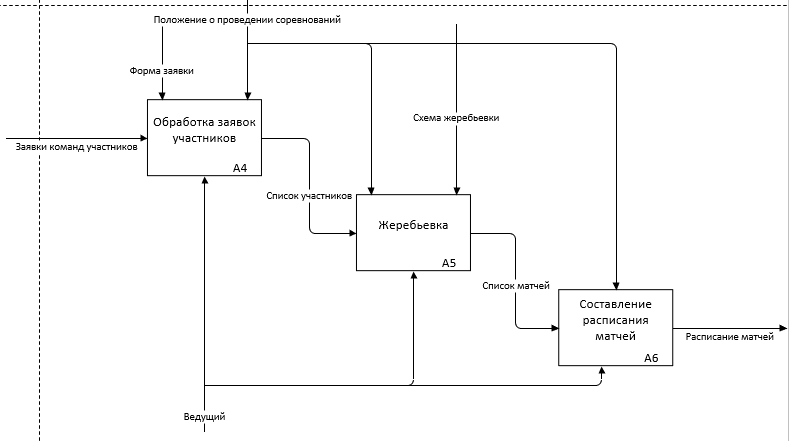 Положение о проведении соревнований
Форма заявки
Схема жеребьевки
Обработка заявок
участников
A4
Заявки команд участников
Список участников
Жеребьевка
A5
Список матчей
Составление
расписания
матчей
A6
Расписание матчей
Ведущий